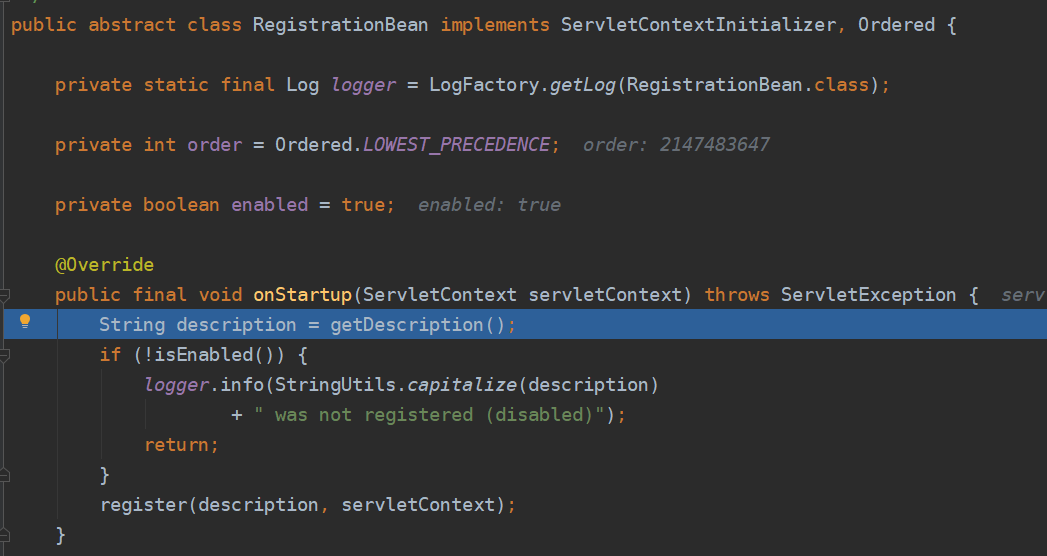 public abstract class RegistrationBean implements ServletContextInitializer, Ordered {
private static final Log logger = LogFactory.getLog(RegistrationBean.class);
private int order = Ordered.LOWEST_PRECEDENCE; order: 2147483647
private boolean enabled = true; enabled: true
@Override
public final void onStartup(ServletContext servletContext) throws ServletException { serv
String description = getDescription();
if (!isEnabled()) {
logger.info(StringUtils.capitalize(description)
+ " was not registered (disabled)");
return;
}
register(description, servletContext);
}